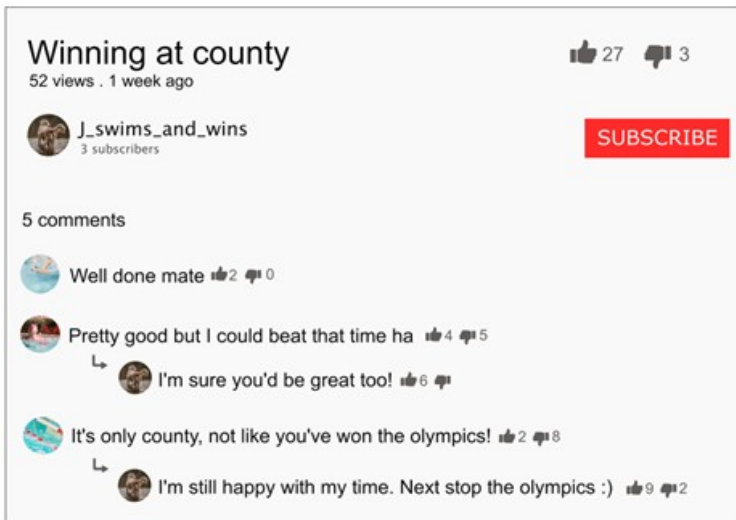 Winning at county 27 3
52 views . 1 week ago
J_swims_and_wins
3 subscribers
SUBSCRIBE
5 comments
Well done mate 2 0
Pretty good but I could beat that time ha 4 5
I'm sure you'd be great too! 6
It's only county, not like you've won the olympics! 2 8
I'm still happy with my time. Next stop the olympics :) 9 2